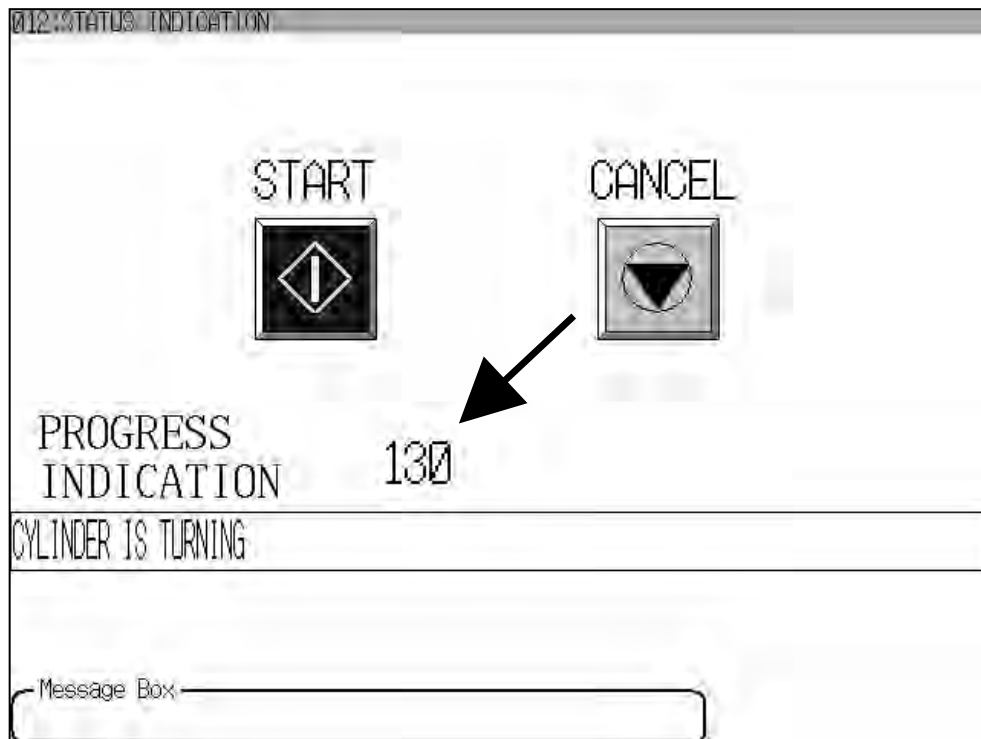 012:STATUS INDICATION
START CANCEL
PROGRESS
INDICATION 130
CYLINDER IS TURNING
Message Box